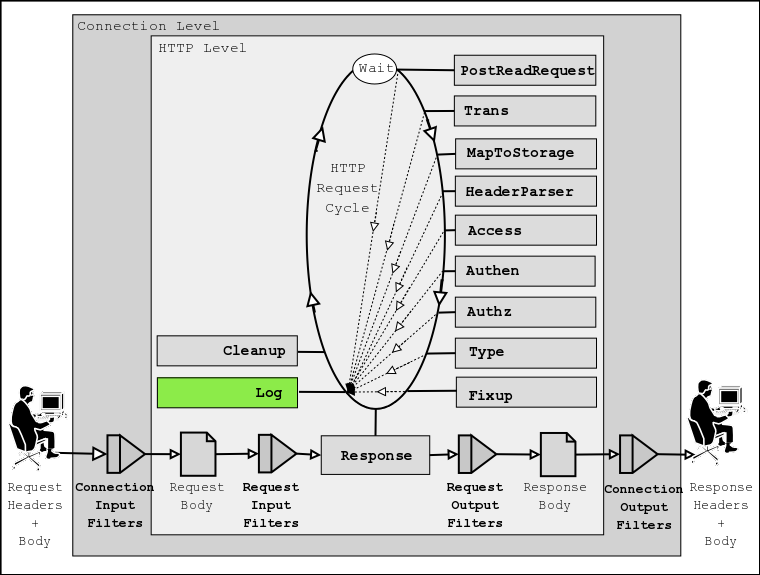 Connection Level
HTTP Level
Wait
PostReadRequest
Trans
MapToStorage
HTTP
Request
Cycle
HeaderParser
Access
Authen
Authz
Cleanup
Type
Log
Fixup
Response
Request
Headers
+
Body
Connection
Input
Filters
Request
Body
Request
Input
Filters
Request
Output
Filters
Response
Body
Connection
Output
Filters
Response
Headers
+
Body